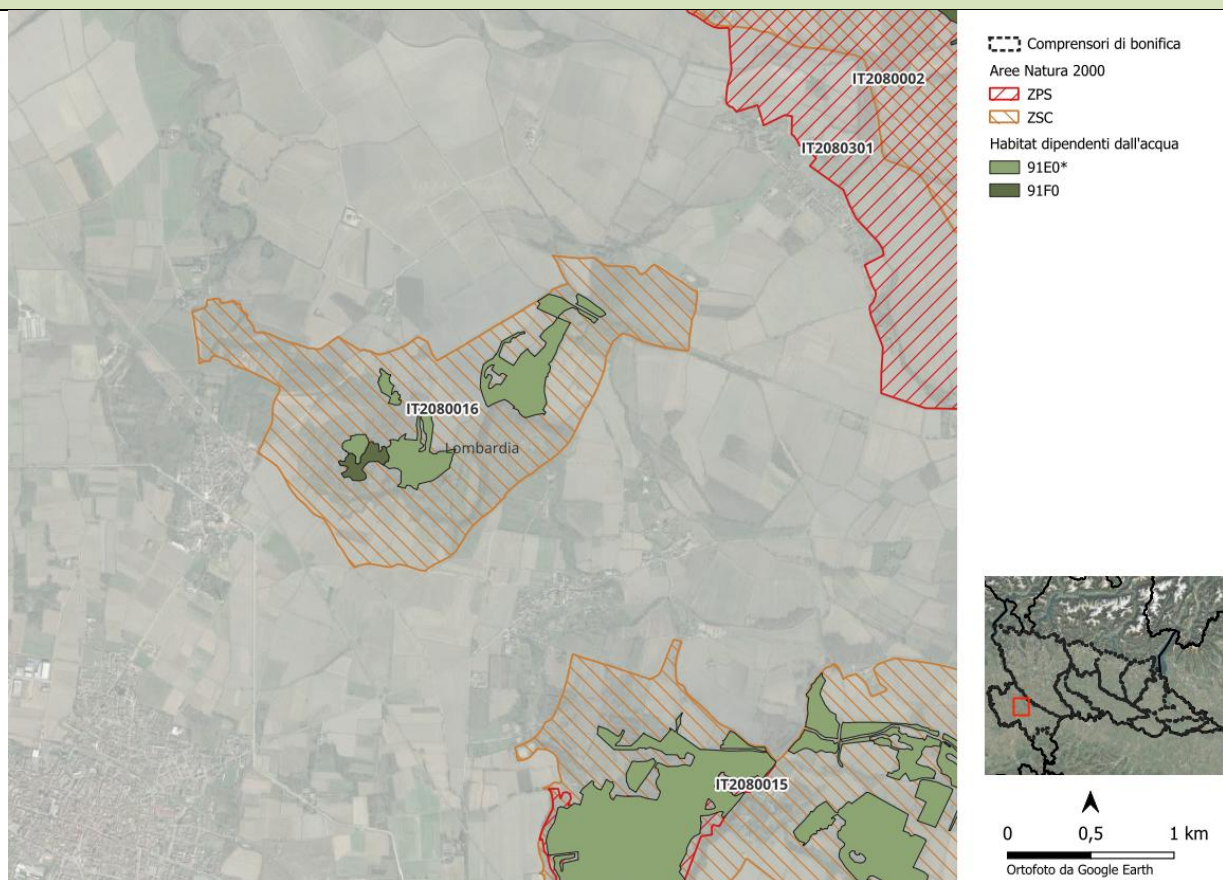 IT2080002
IT2080301
IT2080016
Lombardia
IT2080015
Comprensori di bonifica
Aree Natura 2000
ZPS
ZSC
Habitat dipendenti dall'acqua
91E0*
91F0
0 0,5 1 km
Ortofoto da Google Earth